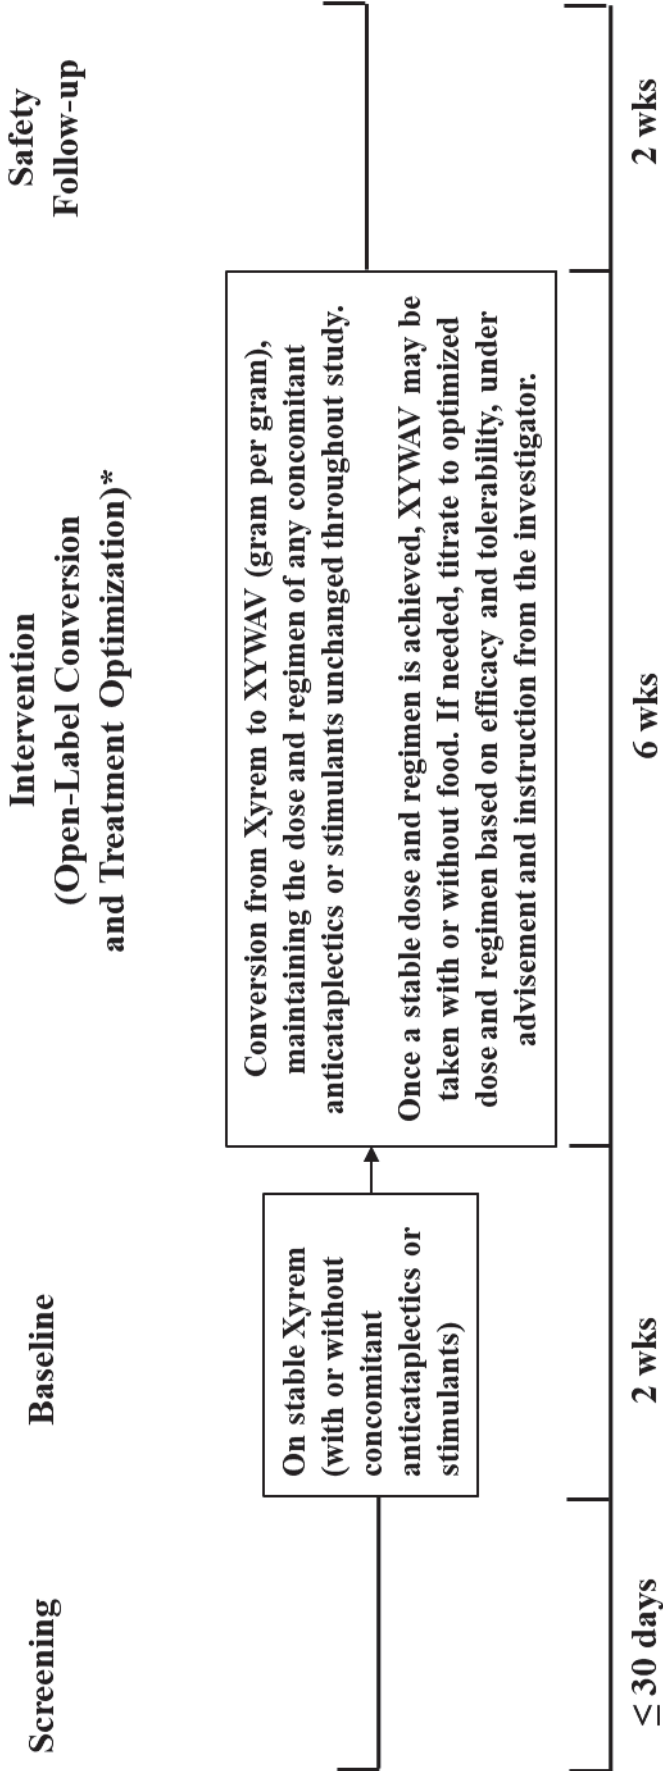 Screening
Baseline
Intervention
(Open-Label Conversion
and Treatment Optimization)*
Safety
Follow-up
On stable Xyrem
(with or without
concomitant
anticataplectics or
stimulants)
Conversion from Xyrem to XYWAV (gram per gram),
maintaining the dose and regimen of any concomitant
anticataplectics or stimulants unchanged throughout study.
Once a stable dose and regimen is achieved, XYWAV may be
taken with or without food. If needed, titrate to optimized
dose and regimen based on efficacy and tolerability, under
advisement and instruction from the investigator.
≤ 30 days
2 wks
6 wks
2 wks